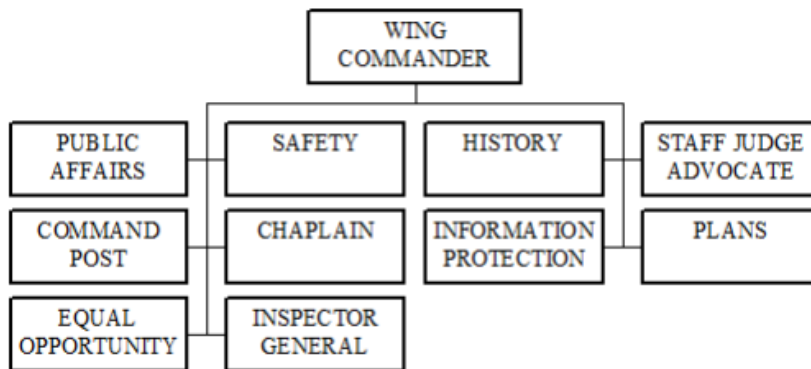 WING
COMMANDER
PUBLIC
AFFAIRS
SAFETY
HISTORY
STAFF JUDGE
ADVOCATE
COMMAND
POST
CHAPLAIN
INFORMATION
PROTECTION
PLANS
EQUAL
OPPORTUNITY
INSPECTOR
GENERAL